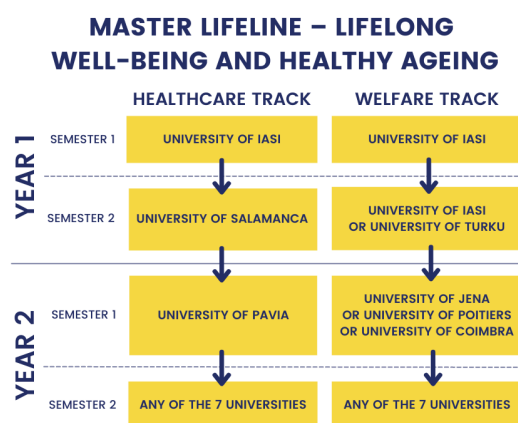 MASTER LIFELINE – LIFELONG
WELL-BEING AND HEALTHY AGEING
HEALTHCARE TRACK
WELFARE TRACK
YEAR 1
SEMESTER 1
UNIVERSITY OF IASI
UNIVERSITY OF IASI
SEMESTER 2
UNIVERSITY OF SALAMANCA
UNIVERSITY OF IASI
OR UNIVERSITY OF TURKU
YEAR 2
SEMESTER 1
UNIVERSITY OF PAVIA
UNIVERSITY OF JENA
OR UNIVERSITY OF POITIERS
OR UNIVERSITY OF COIMBRA
SEMESTER 2
ANY OF THE 7 UNIVERSITIES
ANY OF THE 7 UNIVERSITIES